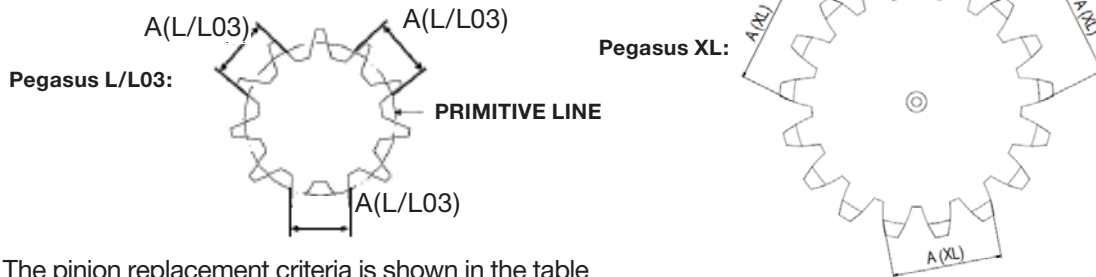 A(L/L03)
A(L/L03)
Pegasus L/L03:
PRIMITIVE LINE
A(L/L03)
Pegasus XL:
A (XL)
A (XL)
A (XL)
The pinion replacement criteria is shown in the table